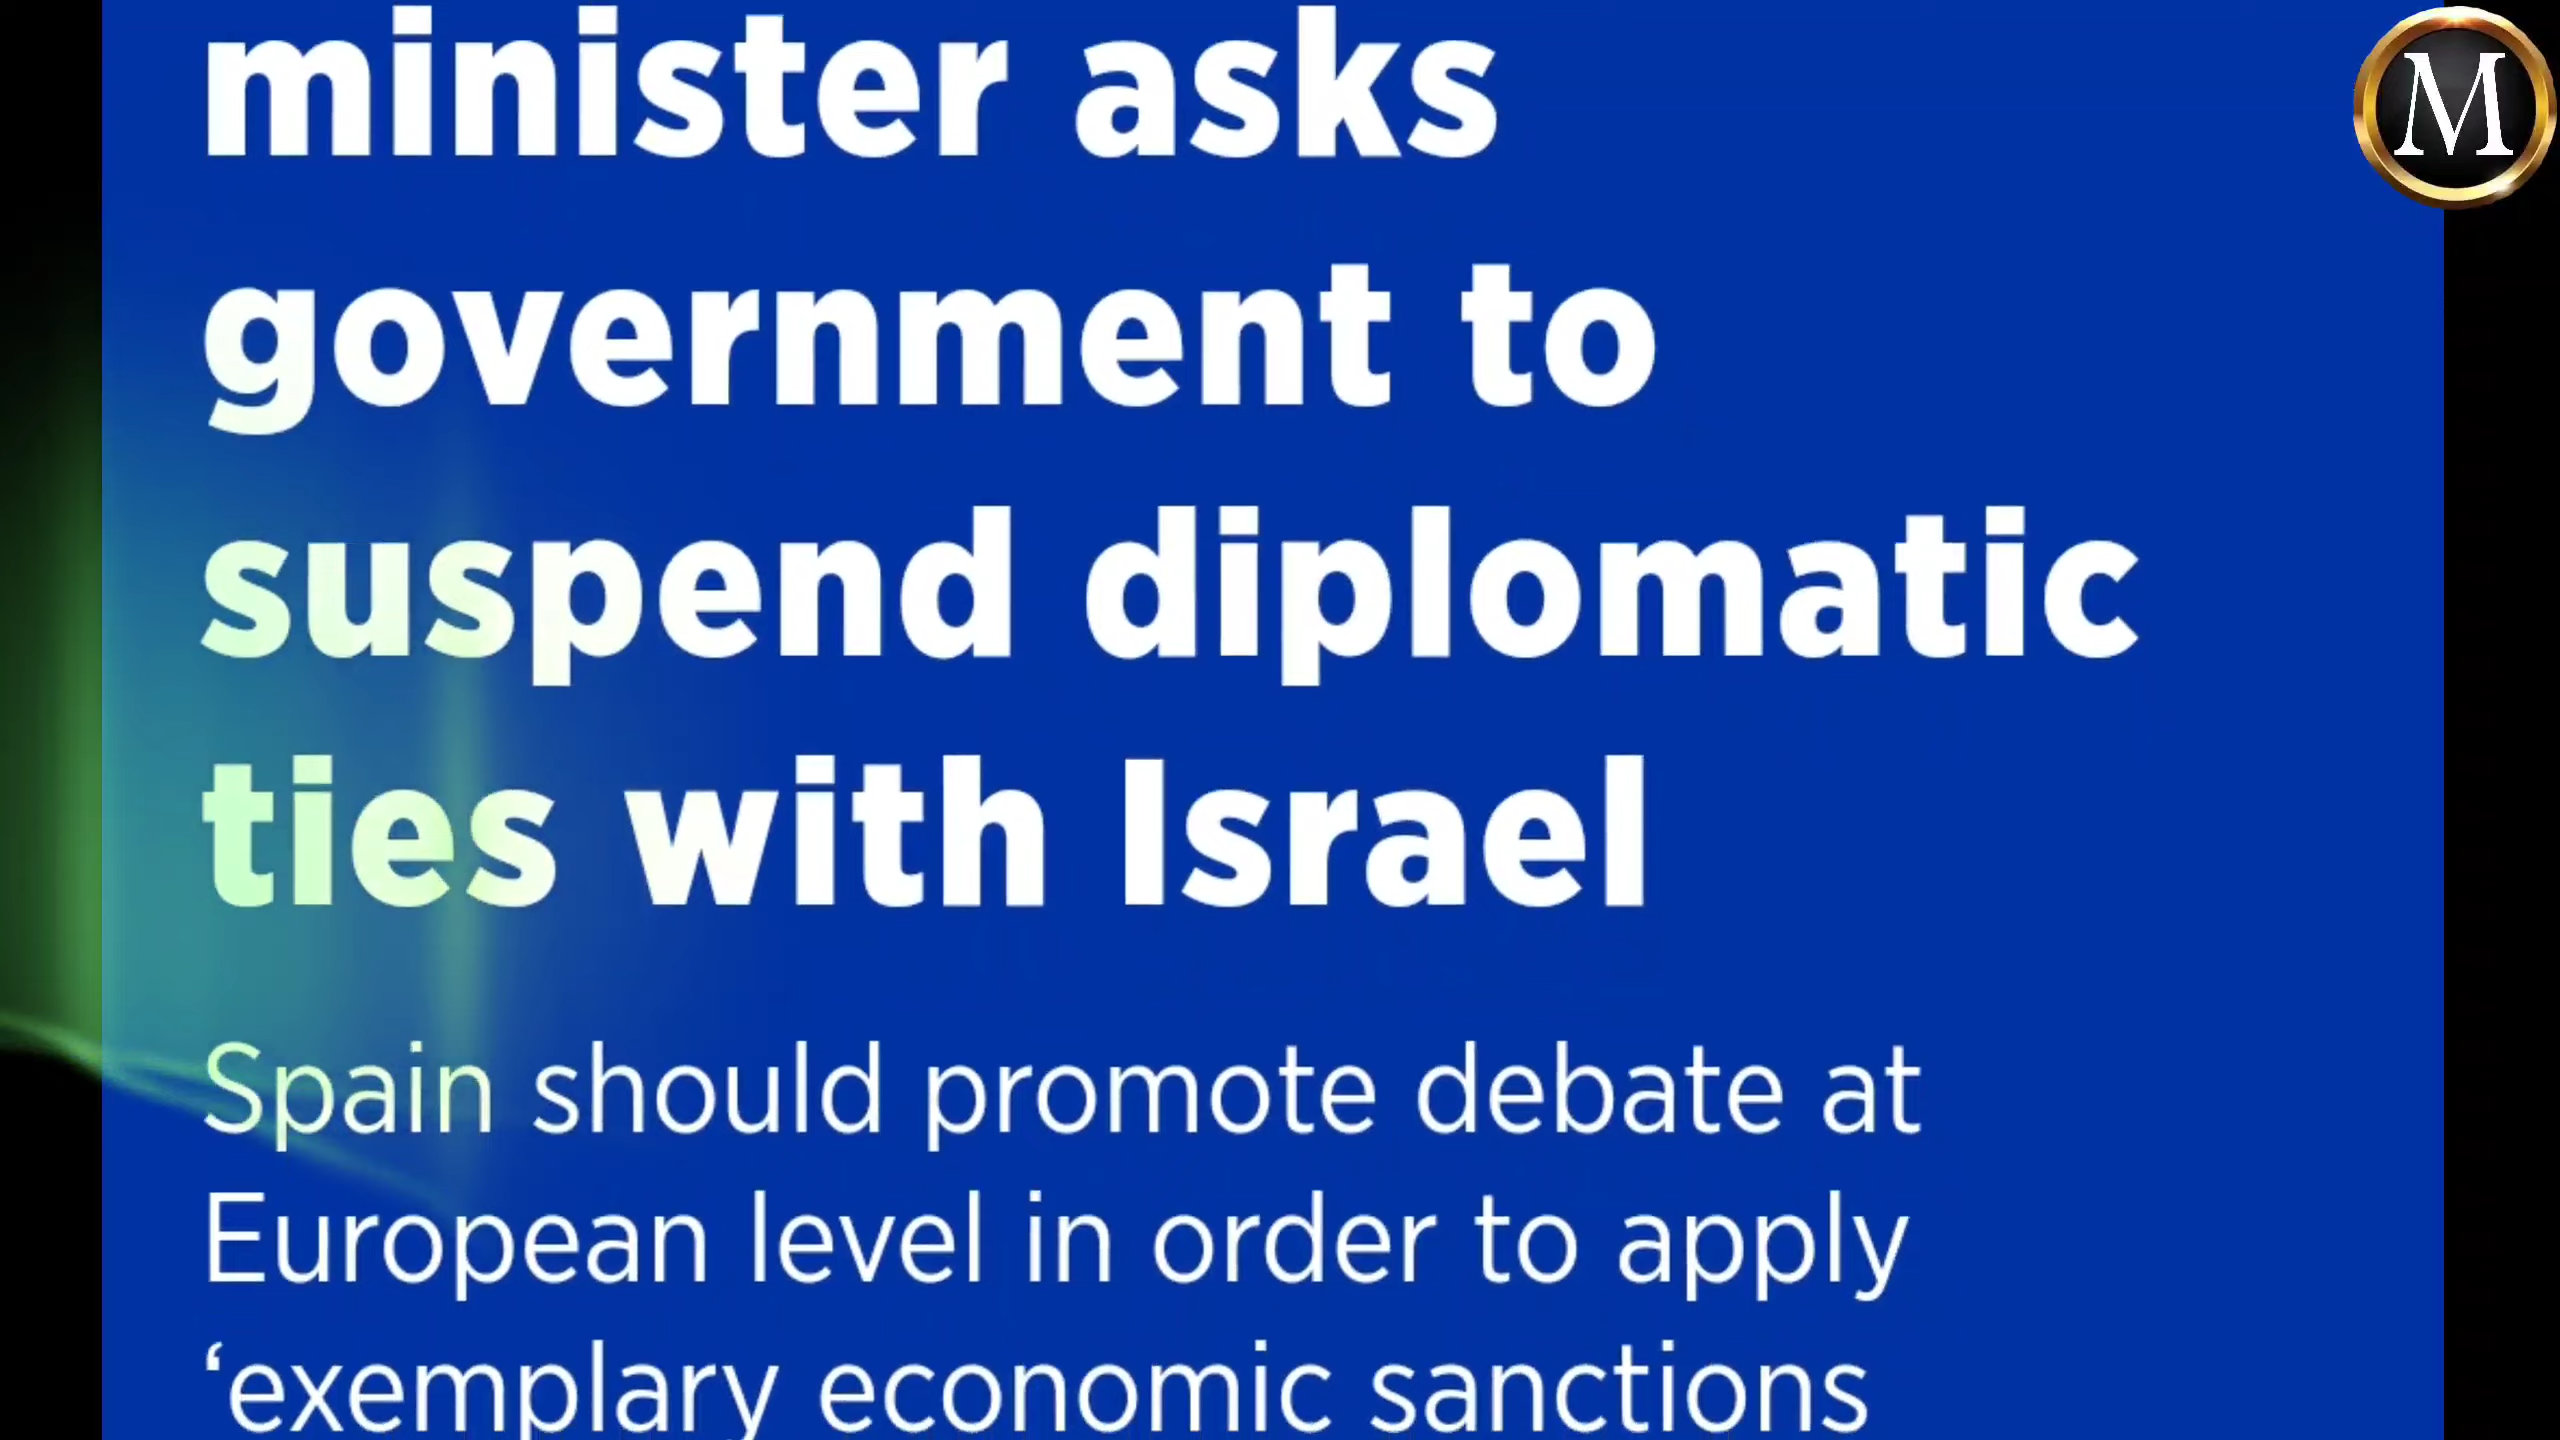 M
minister asks
government to
suspend diplomatic
ties with Israel
Spain should promote debate at
European level in order to apply
‘exemplary economic sanctions